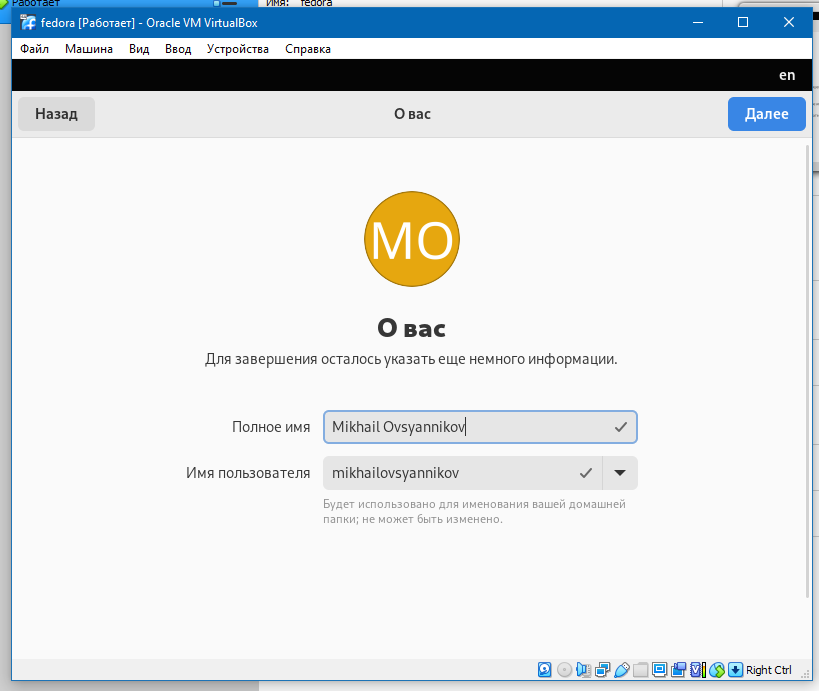 Работает
Имя: fedora
fedora [Работает] - Oracle VM VirtualBox
Файл Машина Вид Ввод Устройства Справка
en
Назад О вас Далее
MO
О вас
Для завершения осталось указать еще немного информации.
Полное имя Mikhail Ovsyannikov
Имя пользователя mikhailovsyannikov
Будет использовано для именования вашей домашней
папки; не может быть изменено.
Right Ctrl